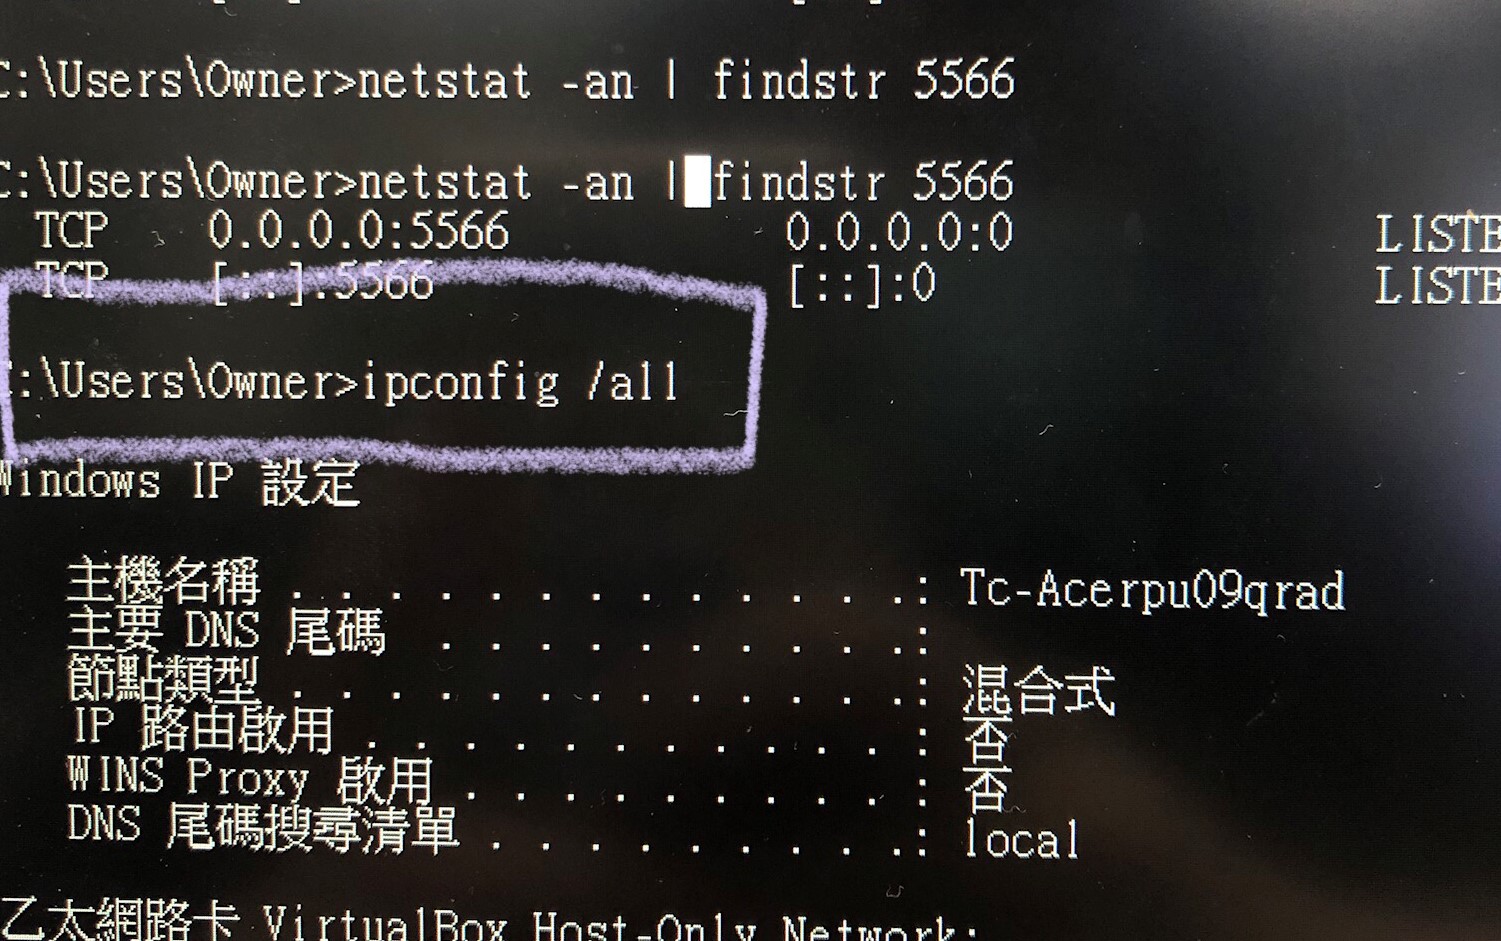 C:\Users\Owner>netstat -an | findstr 5566
C:\Users\Owner>netstat -an | findstr 5566
TCP 0.0.0.0:5566 0.0.0.0:0 LISTE
TCP [::]:5566 [::]:0 LISTE
C:\Users\Owner>ipconfig /all
Windows IP 設定
主機名稱 . . . . . . . . . . . . .: Tc-Acerpu09qrad
主要 DNS 尾碼 . . . . . . . . . .:
節點類型 . . . . . . . . . . . . .: 混合式
IP 路由啟用 . . . . . . . . . . . : 否
WINS Proxy 啟用 . . . . . . . . . : 否
DNS 尾碼搜尋清單 . . . . . . . . .: local
乙太網路卡 VirtualBox Host-Only Network: